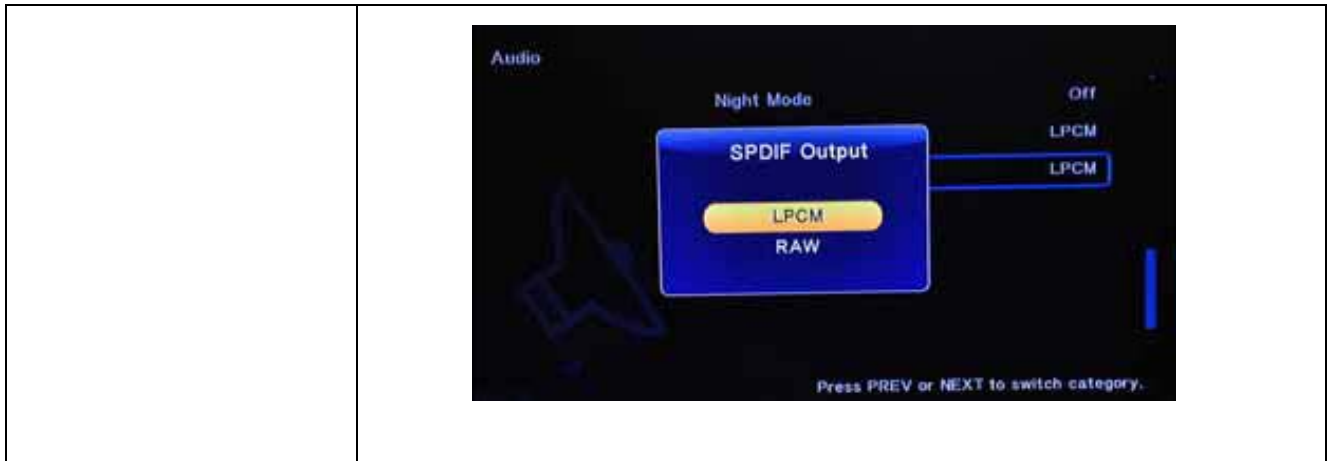 Audio
Night Mode Off
LPCM
SPDIF Output
LPCM
LPCM
RAW
Press PREV or NEXT to switch category.